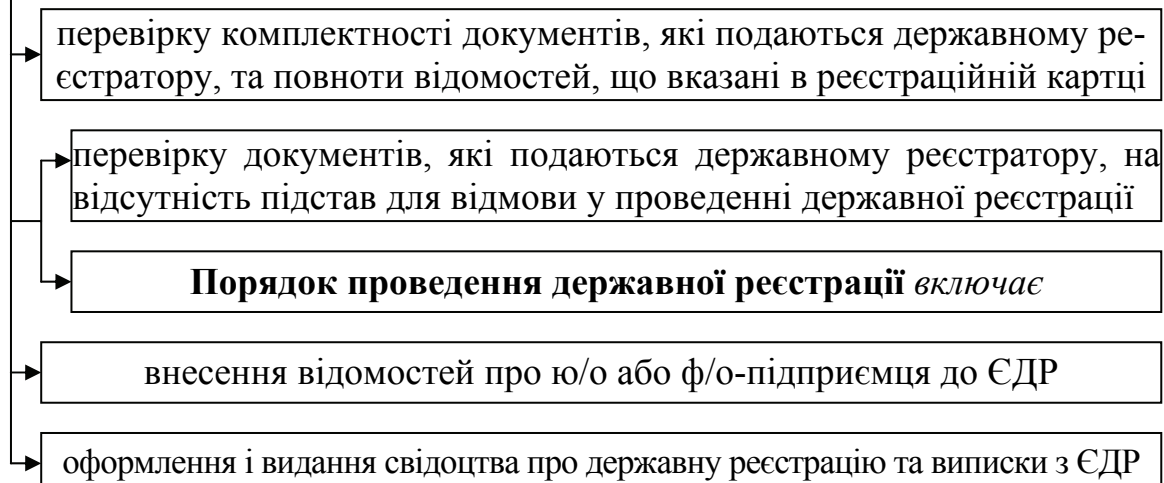 перевірку комплектності документів, які подаються державному ре-
єстратору, та повноти відомостей, що вказані в реєстраційній картці
перевірку документів, які подаються державному реєстратору, на
відсутність підстав для відмови у проведенні державної реєстрації
Порядок проведення державної реєстрації включає
внесення відомостей про ю/о або ф/о-підприємця до ЄДР
оформлення і видання свідоцтва про державну реєстрацію та виписки з ЄДР